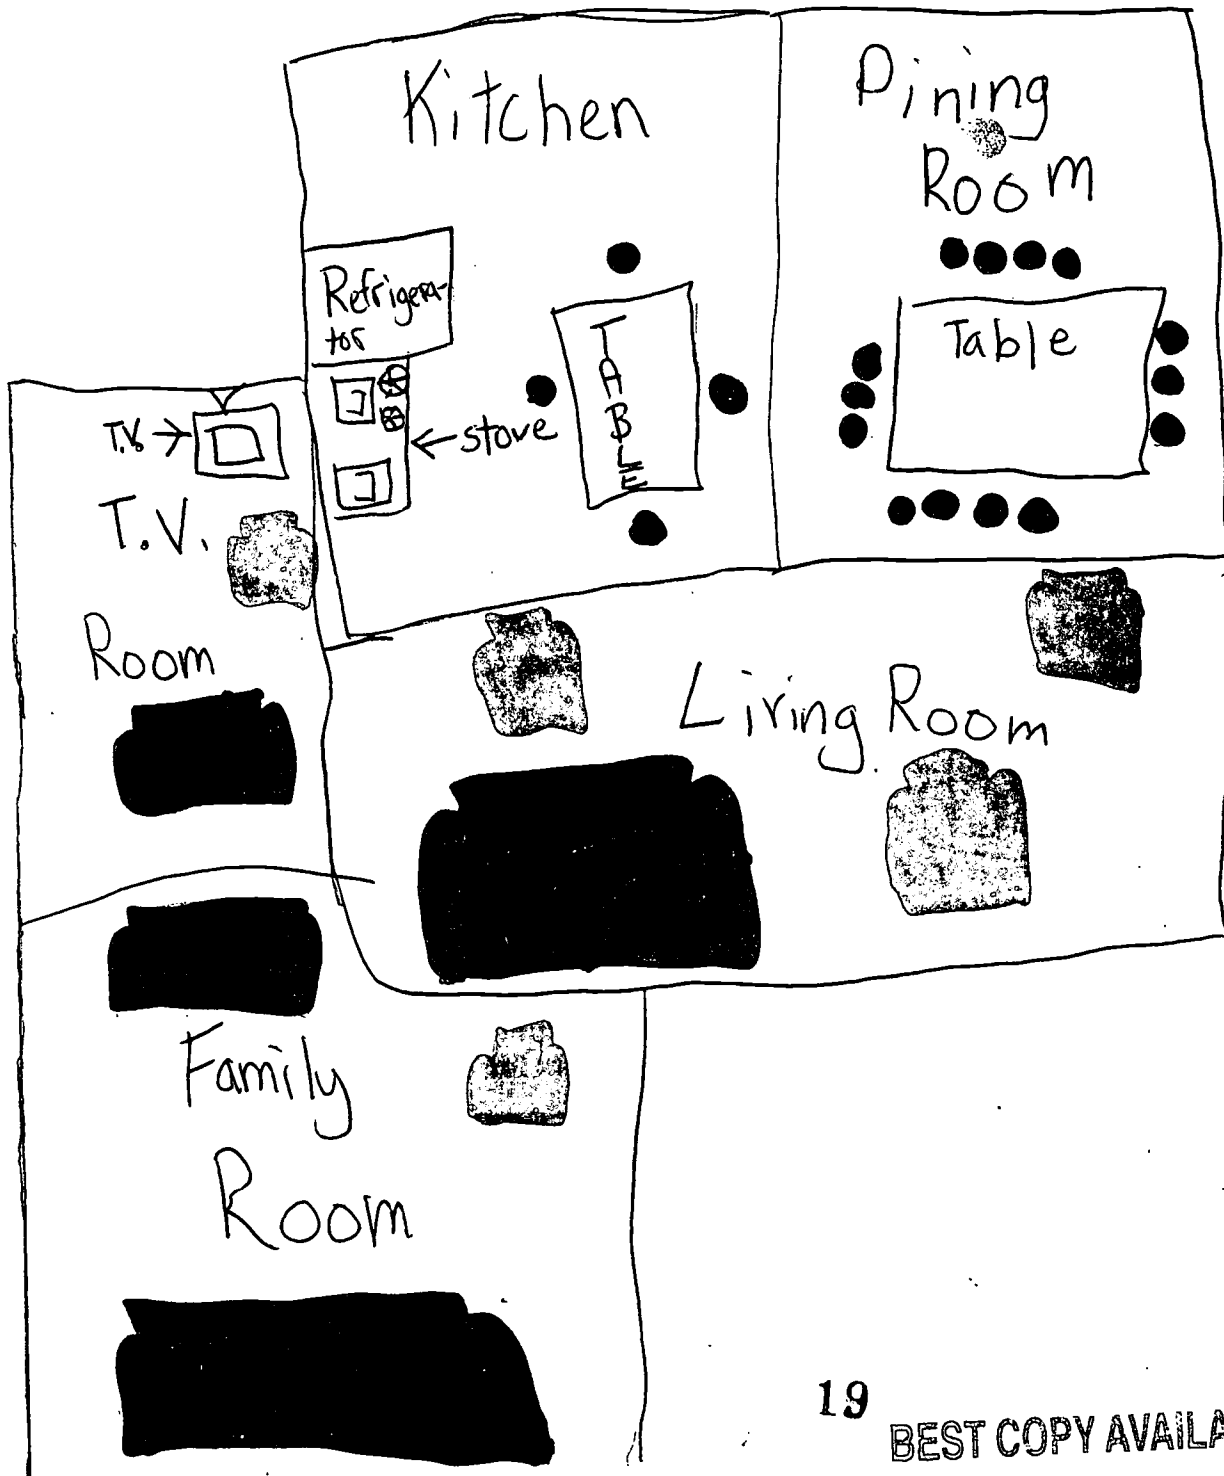 Kitchen
Dining
Room
Refrigera-
tor
Table
TABLE
T.V.
stove
T.V.
Room
Living Room
Family
Room
19
BEST COPY AVAILA